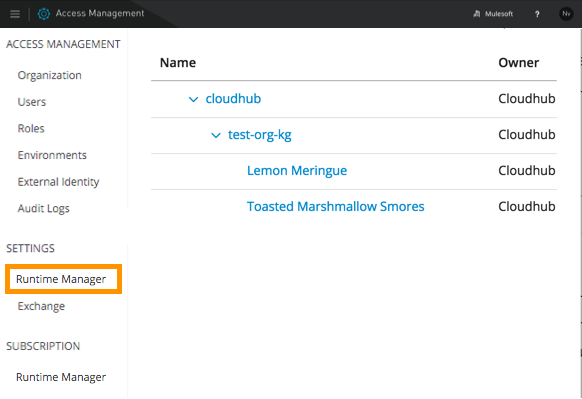 Access Management
Mulesoft
?
Nv
ACCESS MANAGEMENT
Organization
Users
Roles
Environments
External Identity
Audit Logs
SETTINGS
Runtime Manager
Exchange
SUBSCRIPTION
Runtime Manager
Name Owner
cloudhub Cloudhub
test-org-kg Cloudhub
Lemon Meringue Cloudhub
Toasted Marshmallow Smores Cloudhub